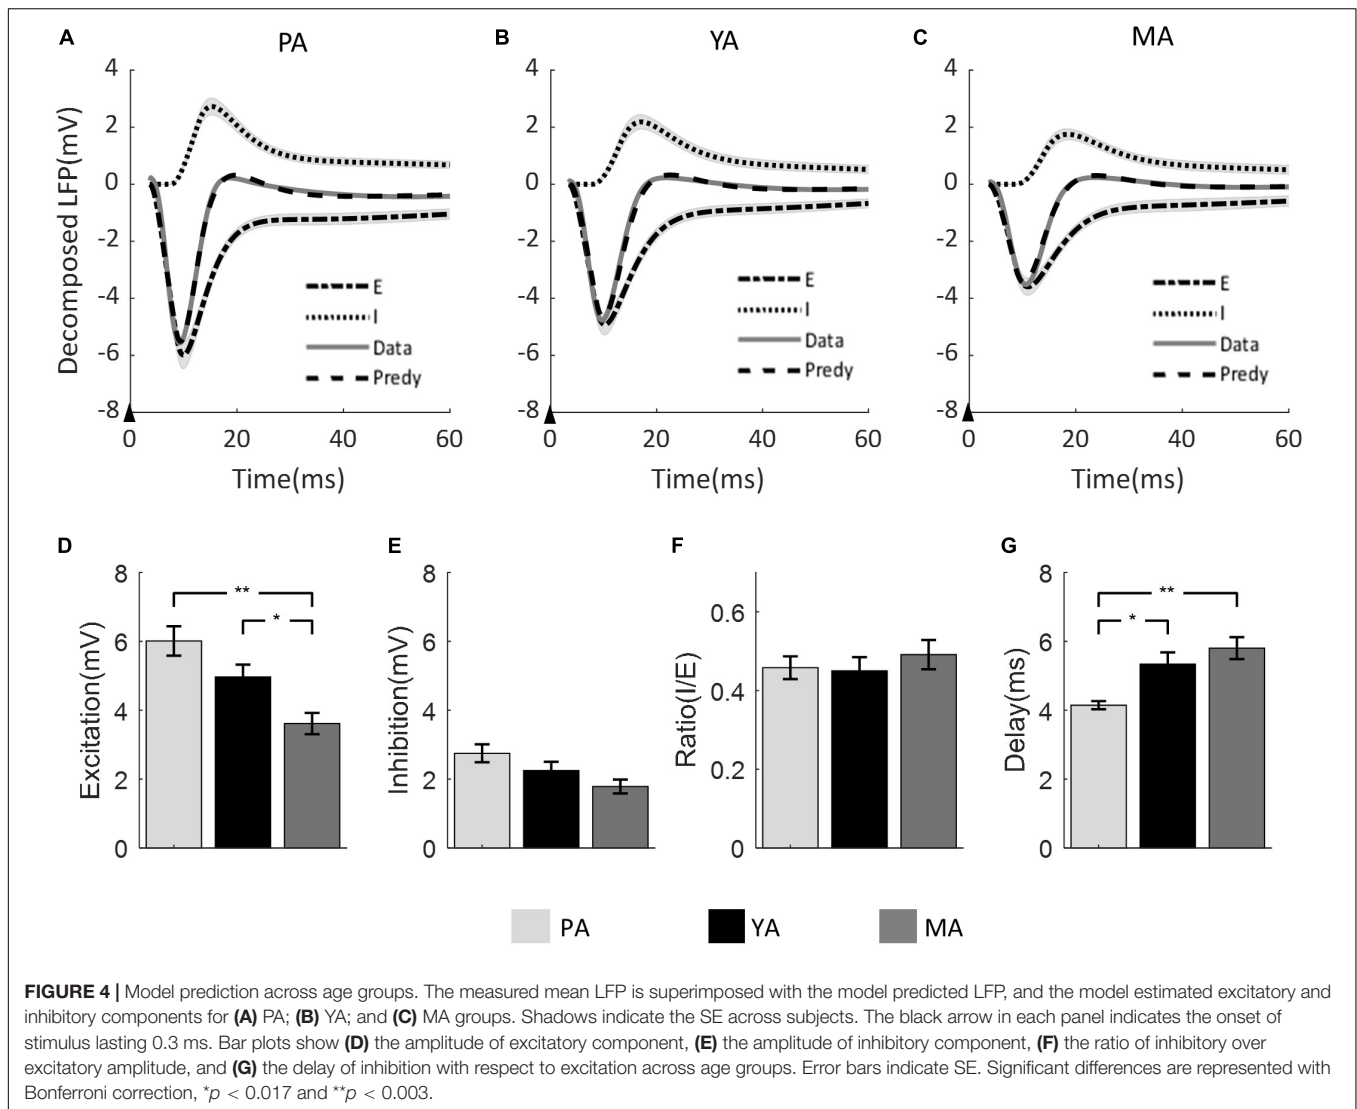 A PA B YA C MA
Decomposed LFP(mV)
4 4 4
2 2 2
0 0 0
-2 -2 -2
-4 -4 -4
-6 -6 -6
-8 -8 -8
E E E
I I I
Data Data Data
Predy Predy Predy
0 20 40 60 0 20 40 60 0 20 40 60
Time(ms) Time(ms) Time(ms)
D E F G
Excitation(mV)
8
6
4
2
0
** *
Inhibition(mV)
8
6
4
2
0
Ratio(I/E)
0.6
0.4
0.2
0
Delay(ms)
8
6
4
2
0
** *
PA YA MA
FIGURE 4 | Model prediction across age groups. The measured mean LFP is superimposed with the model predicted LFP, and the model estimated excitatory and
inhibitory components for (A) PA; (B) YA; and (C) MA groups. Shadows indicate the SE across subjects. The black arrow in each panel indicates the onset of
stimulus lasting 0.3 ms. Bar plots show (D) the amplitude of excitatory component, (E) the amplitude of inhibitory component, (F) the ratio of inhibitory over
excitatory amplitude, and (G) the delay of inhibition with respect to excitation across age groups. Error bars indicate SE. Significant differences are represented with
Bonferroni correction, *p < 0.017 and **p < 0.003.